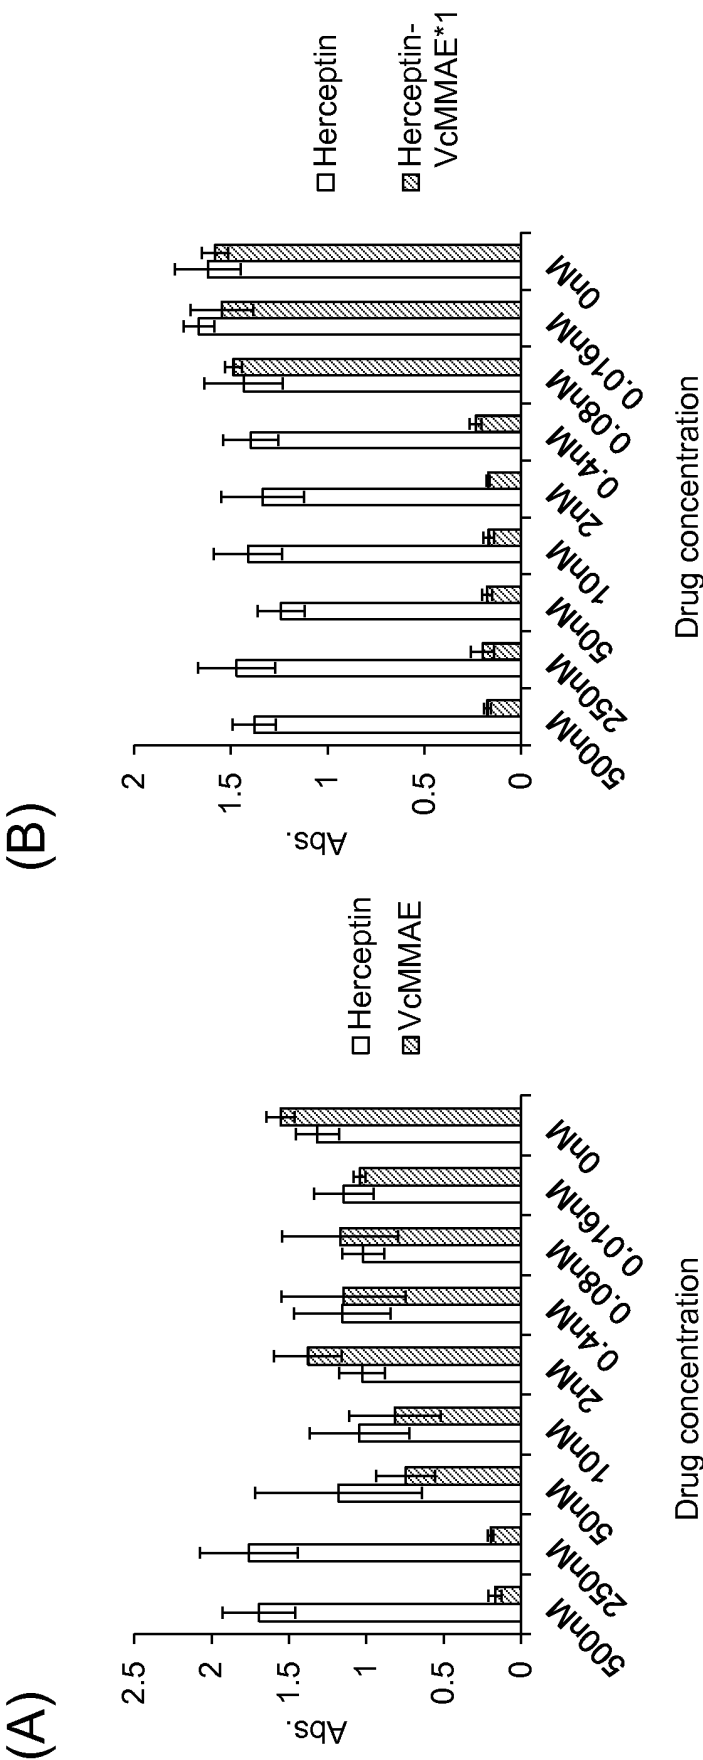 (A)
Abs.
2.5
2
1.5
1
0.5
0
500nM
250nM
50nM
10nM
2nM
0.4nM
0.08nM
0.016nM
0nM
Drug concentration
Herceptin
VcMMAE
(B)
Abs.
2
1.5
1
0.5
0
500nM
250nM
50nM
10nM
2nM
0.4nM
0.08nM
0.016nM
0nM
Drug concentration
Herceptin
Herceptin-
VcMMAE*1